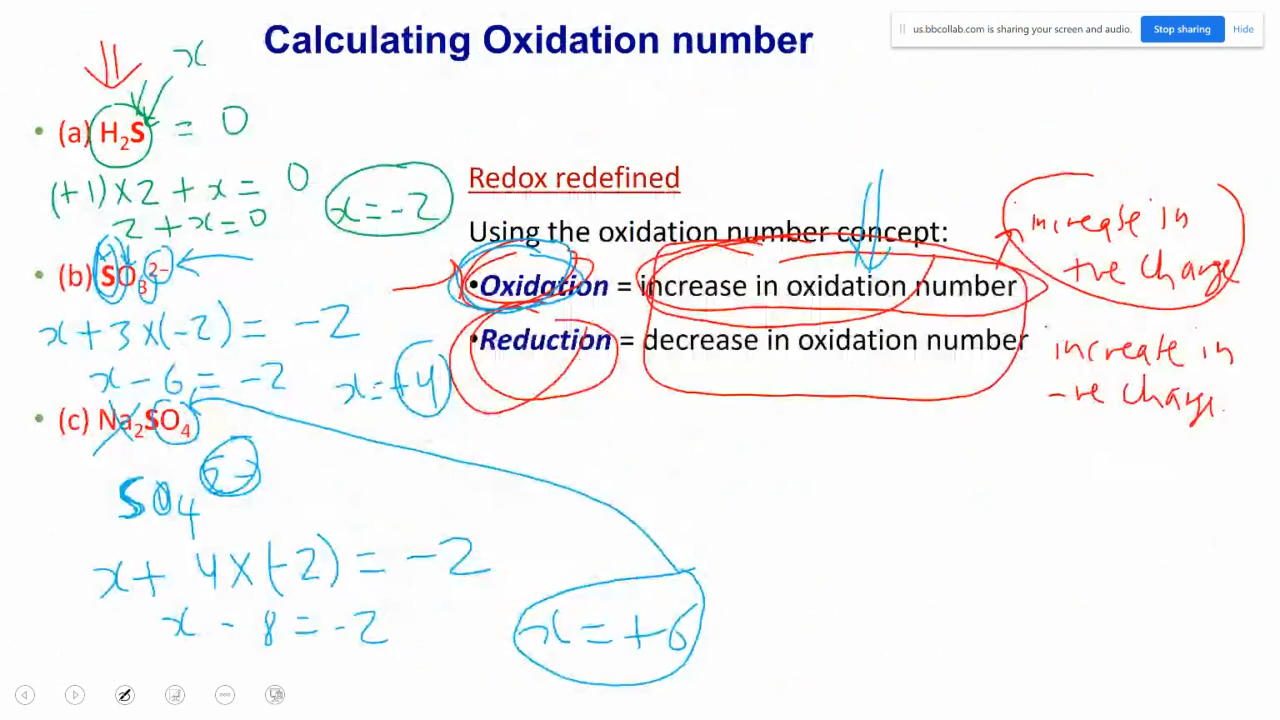 Calculating Oxidation number
us.bbcollab.com is sharing your screen and audio. Stop sharing Hide
x
• (a) H₂S = 0
(+1) × 2 + x = 0
2 + x = 0
x = -2
• (b) SO₃²⁻
x + 3 × (-2) = -2
x - 6 = -2
x = +4
• (c) Na₂SO₄
SO₄ 2-
x + 4 × (-2) = -2
x - 8 = -2
x = +6
Redox redefined
Using the oxidation number concept:
•Oxidation = increase in oxidation number
•Reduction = decrease in oxidation number
increase in
+ve charge
increase in
-ve charge.